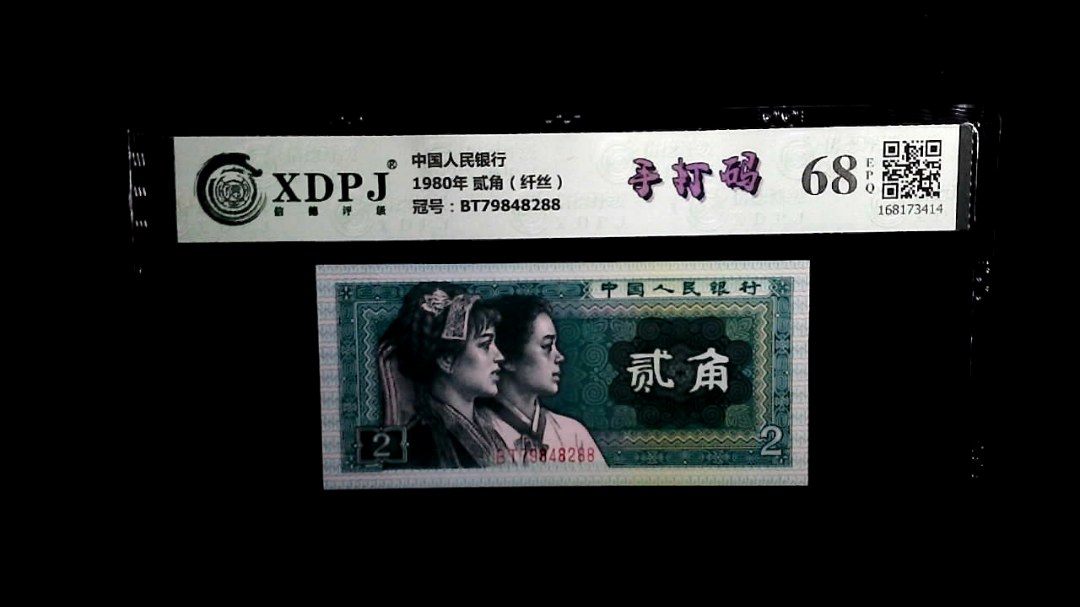 XDPJ®
信德评级
中国人民银行
1980年 贰角（纤丝）
冠号：BT79848288
手打码
68
EPQ
168173414
中国人民银行
贰角
2
2
BT79848288